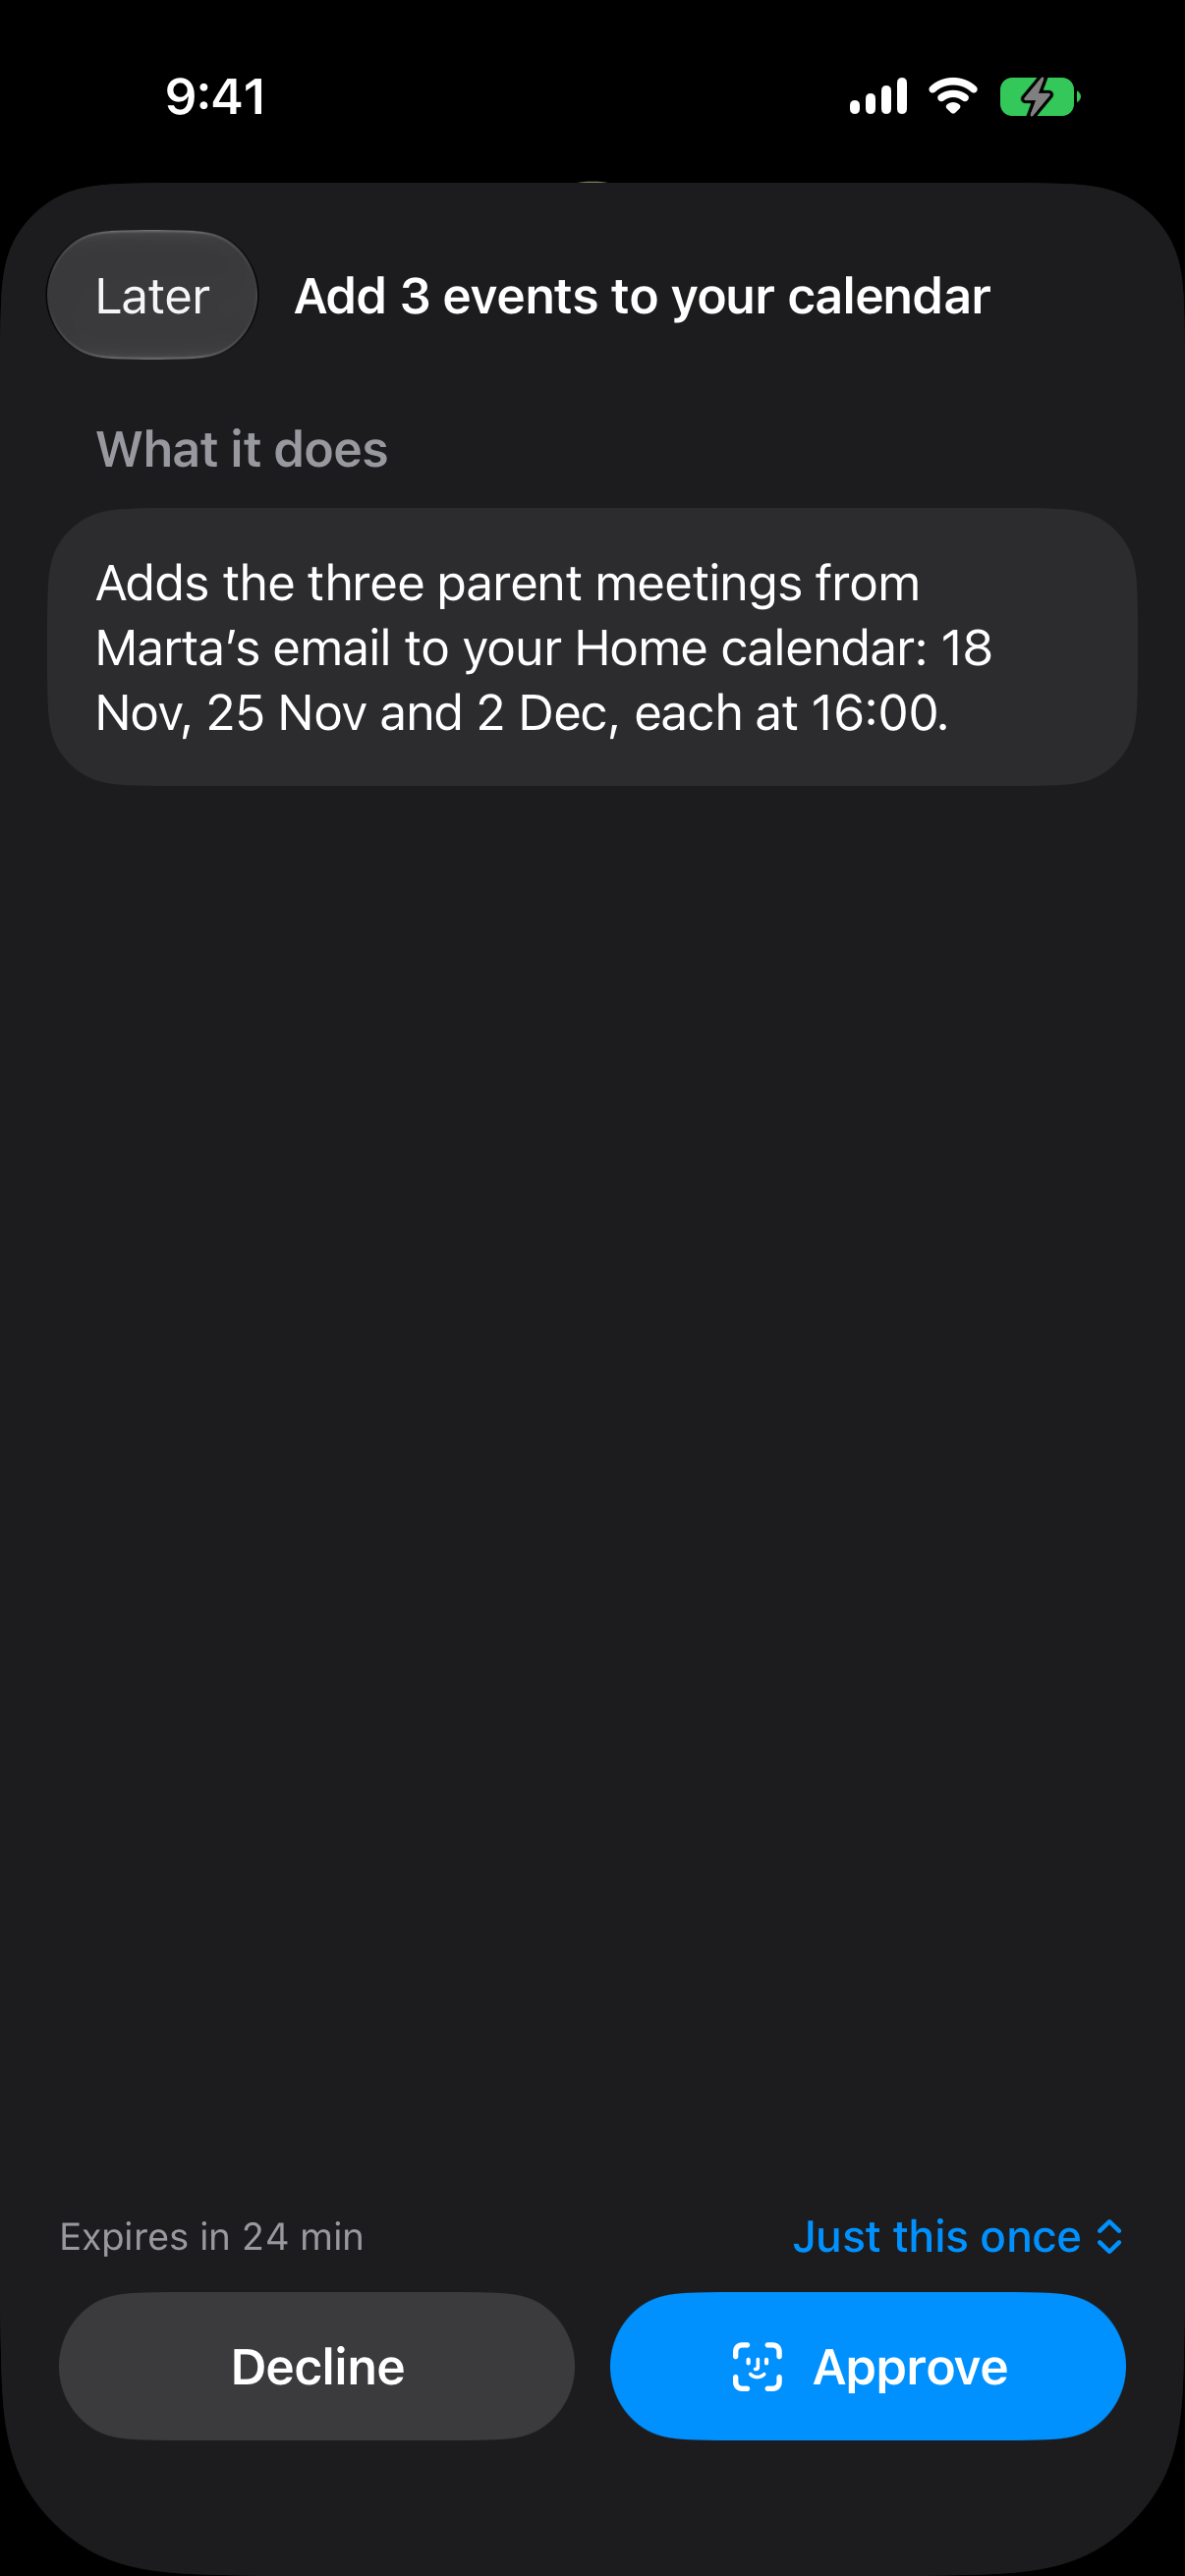 9:41
Later
Add 3 events to your calendar
What it does
Adds the three parent meetings from
Marta’s email to your Home calendar: 18
Nov, 25 Nov and 2 Dec, each at 16:00.
Expires in 24 min
Just this once
Decline
Approve